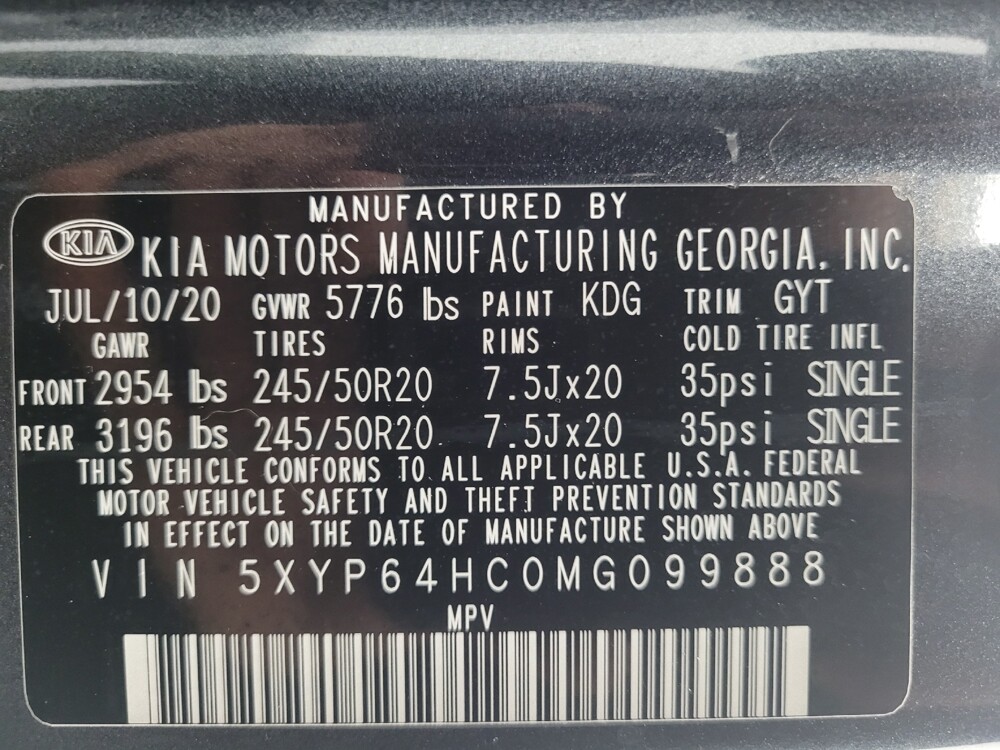 MANUFACTURED BY
KIA KIA MOTORS MANUFACTURING GEORGIA, INC.
JUL/10/20 GVWR 5776 lbs PAINT KDG TRIM GYT
GAWR TIRES RIMS COLD TIRE INFL
FRONT 2954 lbs 245/50R20 7.5Jx20 35psi SINGLE
REAR 3196 lbs 245/50R20 7.5Jx20 35psi SINGLE
THIS VEHICLE CONFORMS TO ALL APPLICABLE U.S.A. FEDERAL
MOTOR VEHICLE SAFETY AND THEFT PREVENTION STANDARDS
IN EFFECT ON THE DATE OF MANUFACTURE SHOWN ABOVE
VIN 5XYP64HC0MG099888
MPV